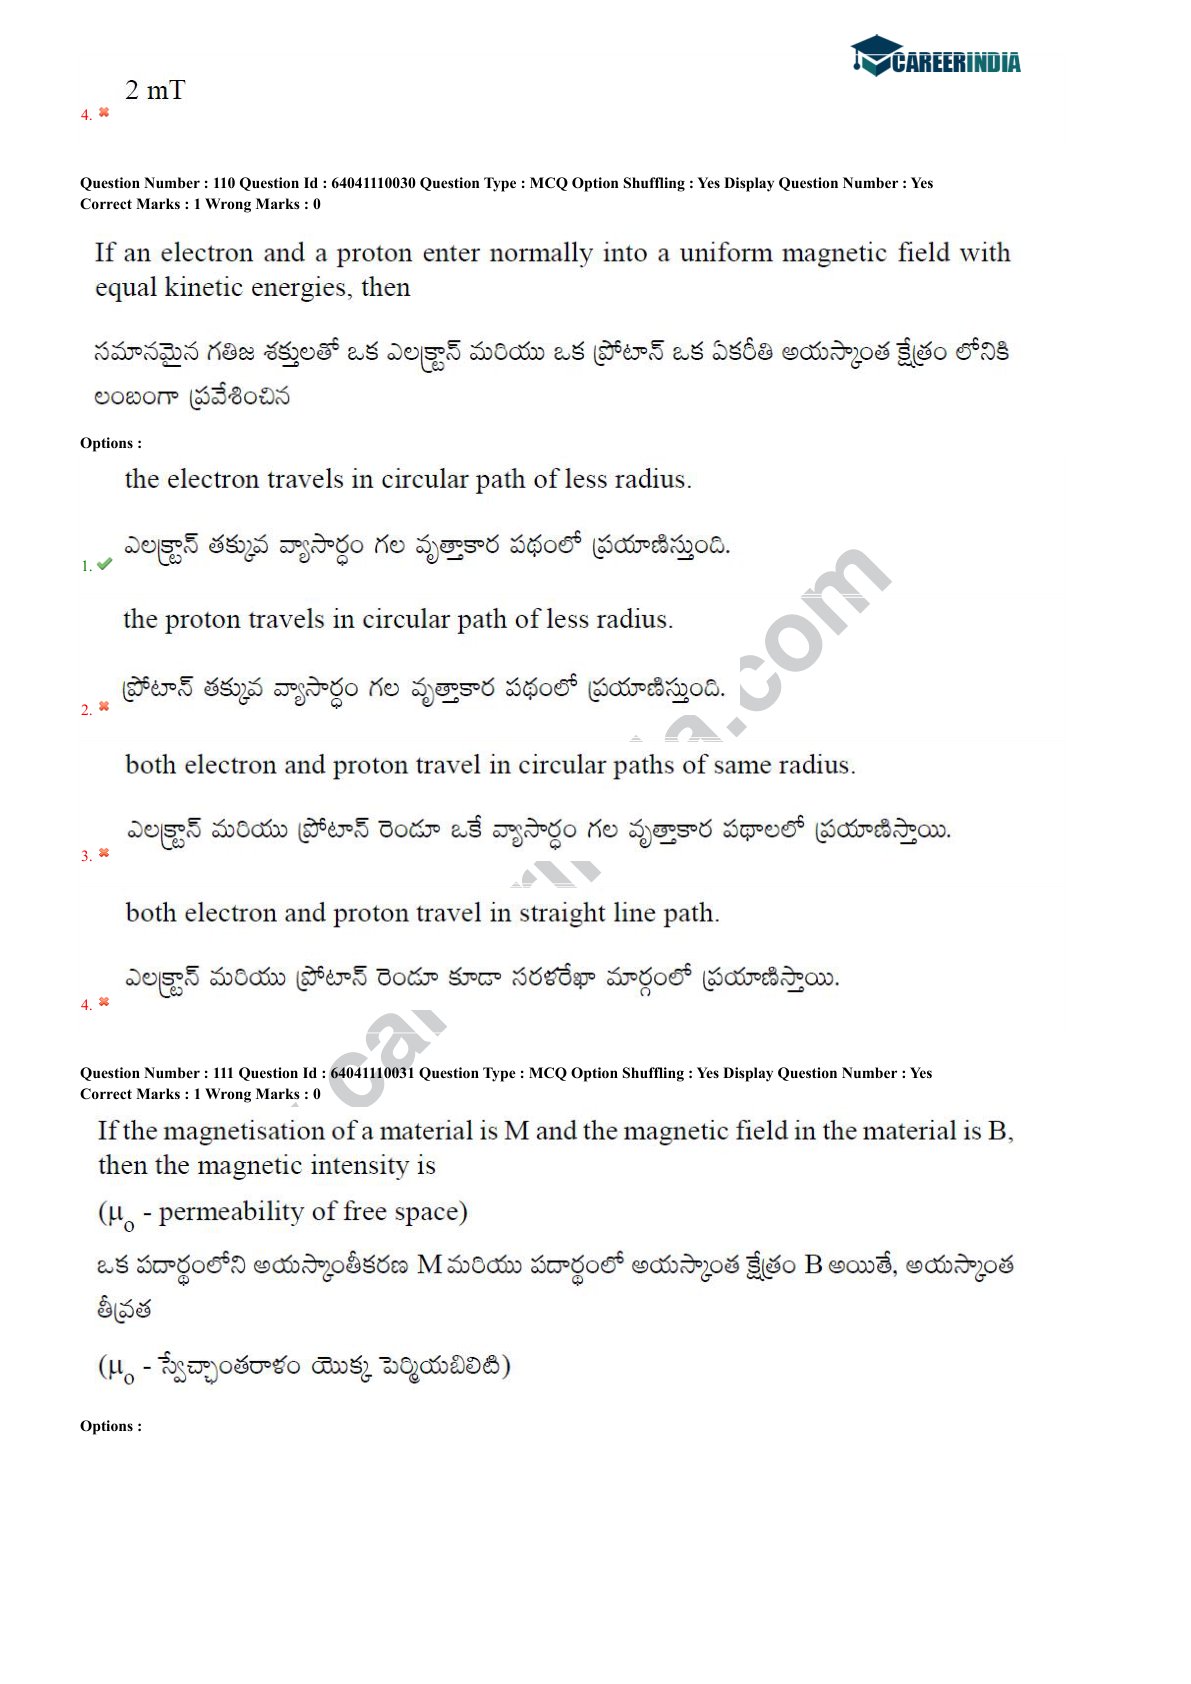 CAREERINDIA
2 mT
4.
Question Number : 110 Question Id : 64041110030 Question Type : MCQ Option Shuffling : Yes Display Question Number : Yes
Correct Marks : 1 Wrong Marks : 0
If an electron and a proton enter normally into a uniform magnetic field with
equal kinetic energies, then
సమానమైన గతిజ శక్తులతో ఒక ఎలక్ట్రాన్ మరియు ఒక ప్రోటాన్ ఒక ఏకరీతి అయస్కాంత క్షేత్రం లోనికి
లంబంగా ప్రవేశించిన
Options :
the electron travels in circular path of less radius.
ఎలక్ట్రాన్ తక్కువ వ్యాసార్ధం గల వృత్తాకార పథంలో ప్రయాణిస్తుంది.
1.
the proton travels in circular path of less radius.
ప్రోటాన్ తక్కువ వ్యాసార్ధం గల వృత్తాకార పథంలో ప్రయాణిస్తుంది.
2.
both electron and proton travel in circular paths of same radius.
ఎలక్ట్రాన్ మరియు ప్రోటాన్ రెండూ ఒకే వ్యాసార్ధం గల వృత్తాకార పథాలలో ప్రయాణిస్తాయి.
3.
both electron and proton travel in straight line path.
ఎలక్ట్రాన్ మరియు ప్రోటాన్ రెండూ కూడా సరళరేఖా మార్గంలో ప్రయాణిస్తాయి.
4.
Question Number : 111 Question Id : 64041110031 Question Type : MCQ Option Shuffling : Yes Display Question Number : Yes
Correct Marks : 1 Wrong Marks : 0
If the magnetisation of a material is M and the magnetic field in the material is B,
then the magnetic intensity is
(μo - permeability of free space)
ఒక పదార్థంలోని అయస్కాంతీకరణ M మరియు పదార్థంలో అయస్కాంత క్షేత్రం B అయితే, అయస్కాంత
తీవ్రత
(μo - స్వేచ్ఛాంతరాళం యొక్క పెర్మియబిలిటి)
Options :